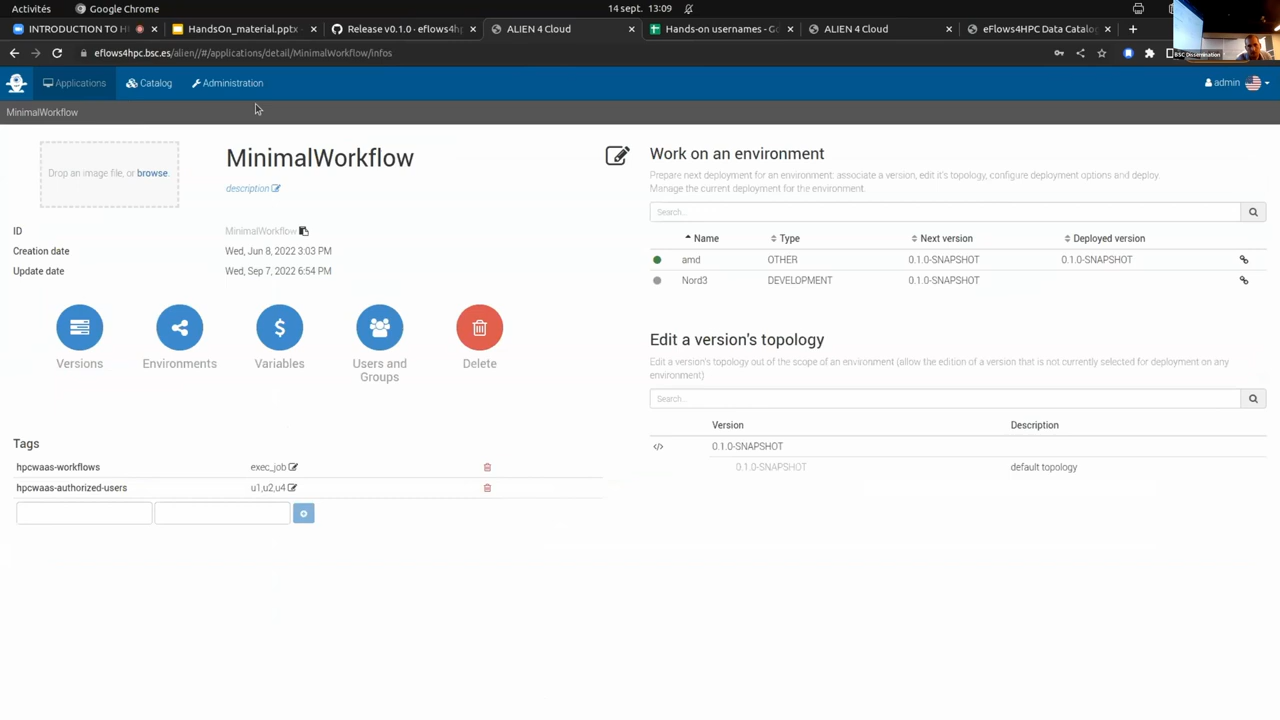 Activités
Google Chrome
14 sept. 13:09
INTRODUCTION TO H
HandsOn_material.pptx
Release v0.1.0 · eflows4h
ALIEN 4 Cloud
Hands-on usernames - Go
ALIEN 4 Cloud
eFlows4HPC Data Catalo
eflows4hpc.bsc.es/alien//#/applications/detail/MinimalWorkflow/infos
BSC Dissemination
Applications
Catalog
Administration
admin
MinimalWorkflow
Drop an image file, or browse.
MinimalWorkflow
description
ID
MinimalWorkflow
Creation date
Wed, Jun 8, 2022 3:03 PM
Update date
Wed, Sep 7, 2022 6:54 PM
Versions
Environments
Variables
Users and
Groups
Delete
Tags
hpcwaas-workflows
exec_job
hpcwaas-authorized-users
u1,u2,u4
Work on an environment
Prepare next deployment for an environment: associate a version, edit it's topology, configure deployment options and deploy.
Manage the current deployment for the environment.
Search...
Name
Type
Next version
Deployed version
amd
OTHER
0.1.0-SNAPSHOT
0.1.0-SNAPSHOT
Nord3
DEVELOPMENT
0.1.0-SNAPSHOT
Edit a version's topology
Edit a version's topology out of the scope of an environment (allow the edition of a version that is not currently selected for deployment on any
environment)
Search...
Version
Description
0.1.0-SNAPSHOT
0.1.0-SNAPSHOT
default topology